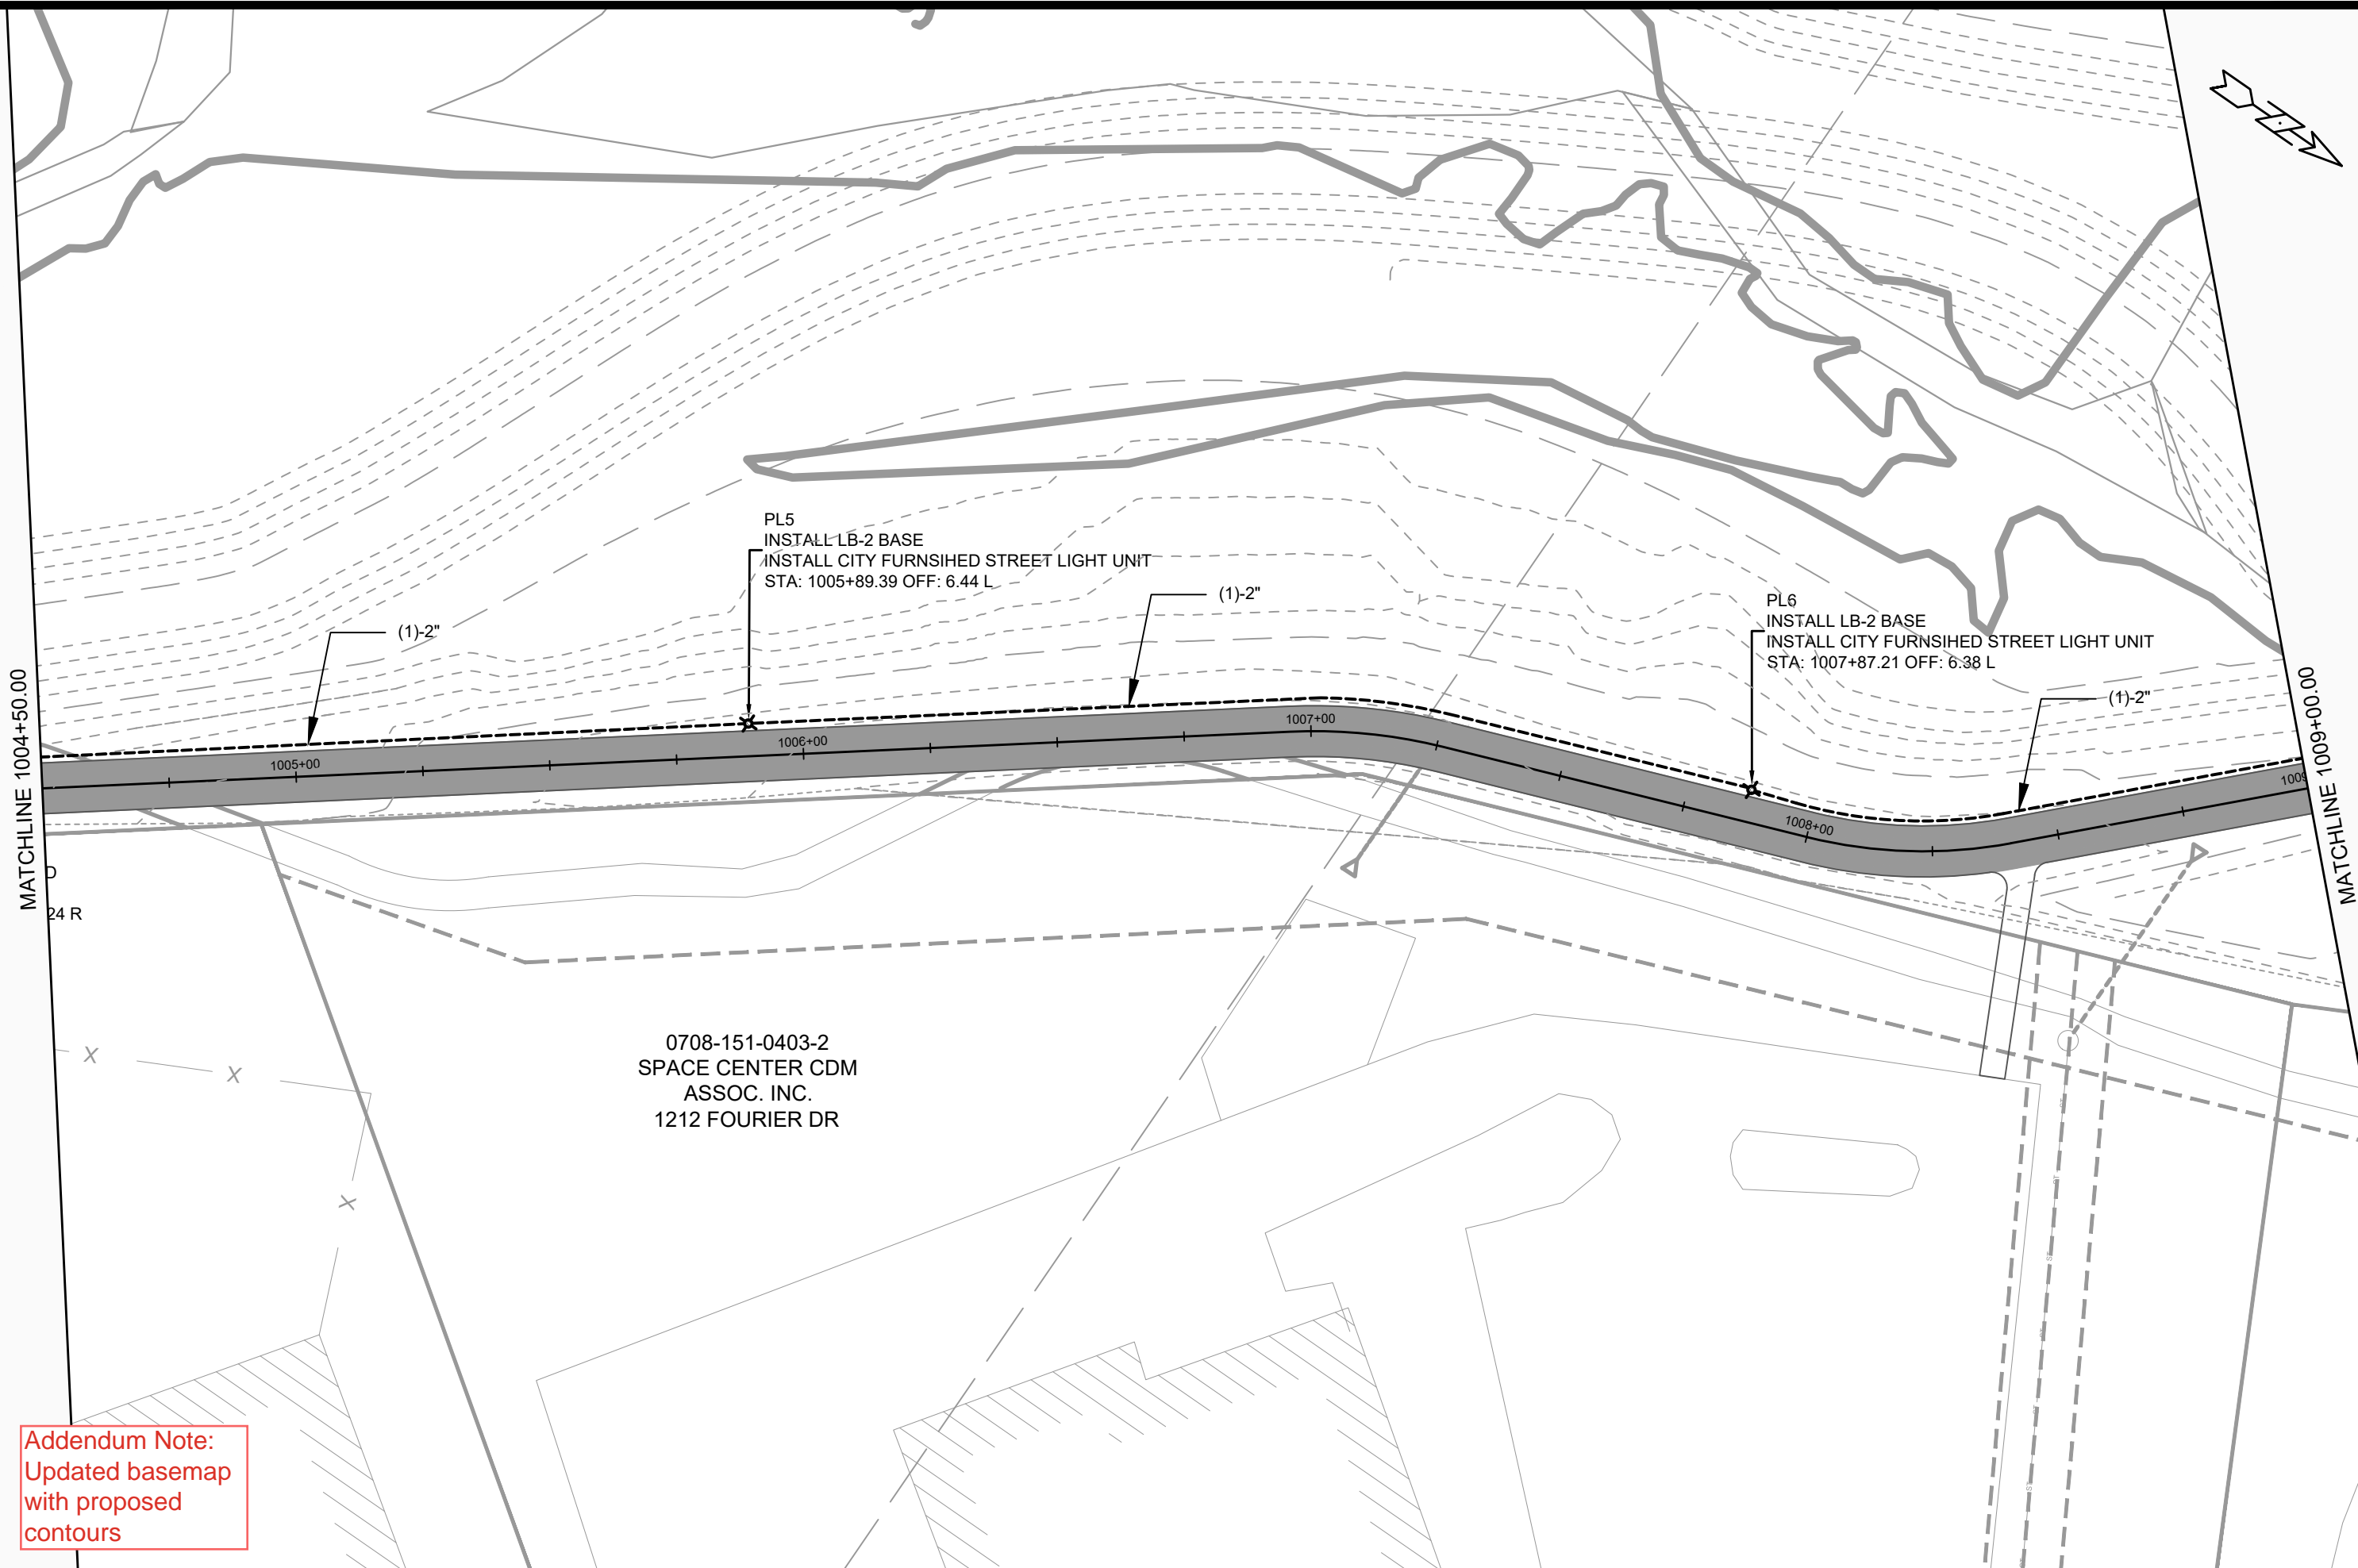 PL5
INSTALL LB-2 BASE
INSTALL CITY FURNSIHED STREET LIGHT UNIT
STA: 1005+89.39 OFF: 6.44 L
(1)-2"
(1)-2"
PL6
INSTALL LB-2 BASE
INSTALL CITY FURNSIHED STREET LIGHT UNIT
STA: 1007+87.21 OFF: 6.38 L
(1)-2"
MATCHLINE 1004+50.00
1005+00
1006+00
1007+00
1008+00
1009
MATCHLINE 1009+00.00
D
24 R
X
X
X
0708-151-0403-2
SPACE CENTER CDM
ASSOC. INC.
1212 FOURIER DR
Addendum Note:
Updated basemap
with proposed
contours